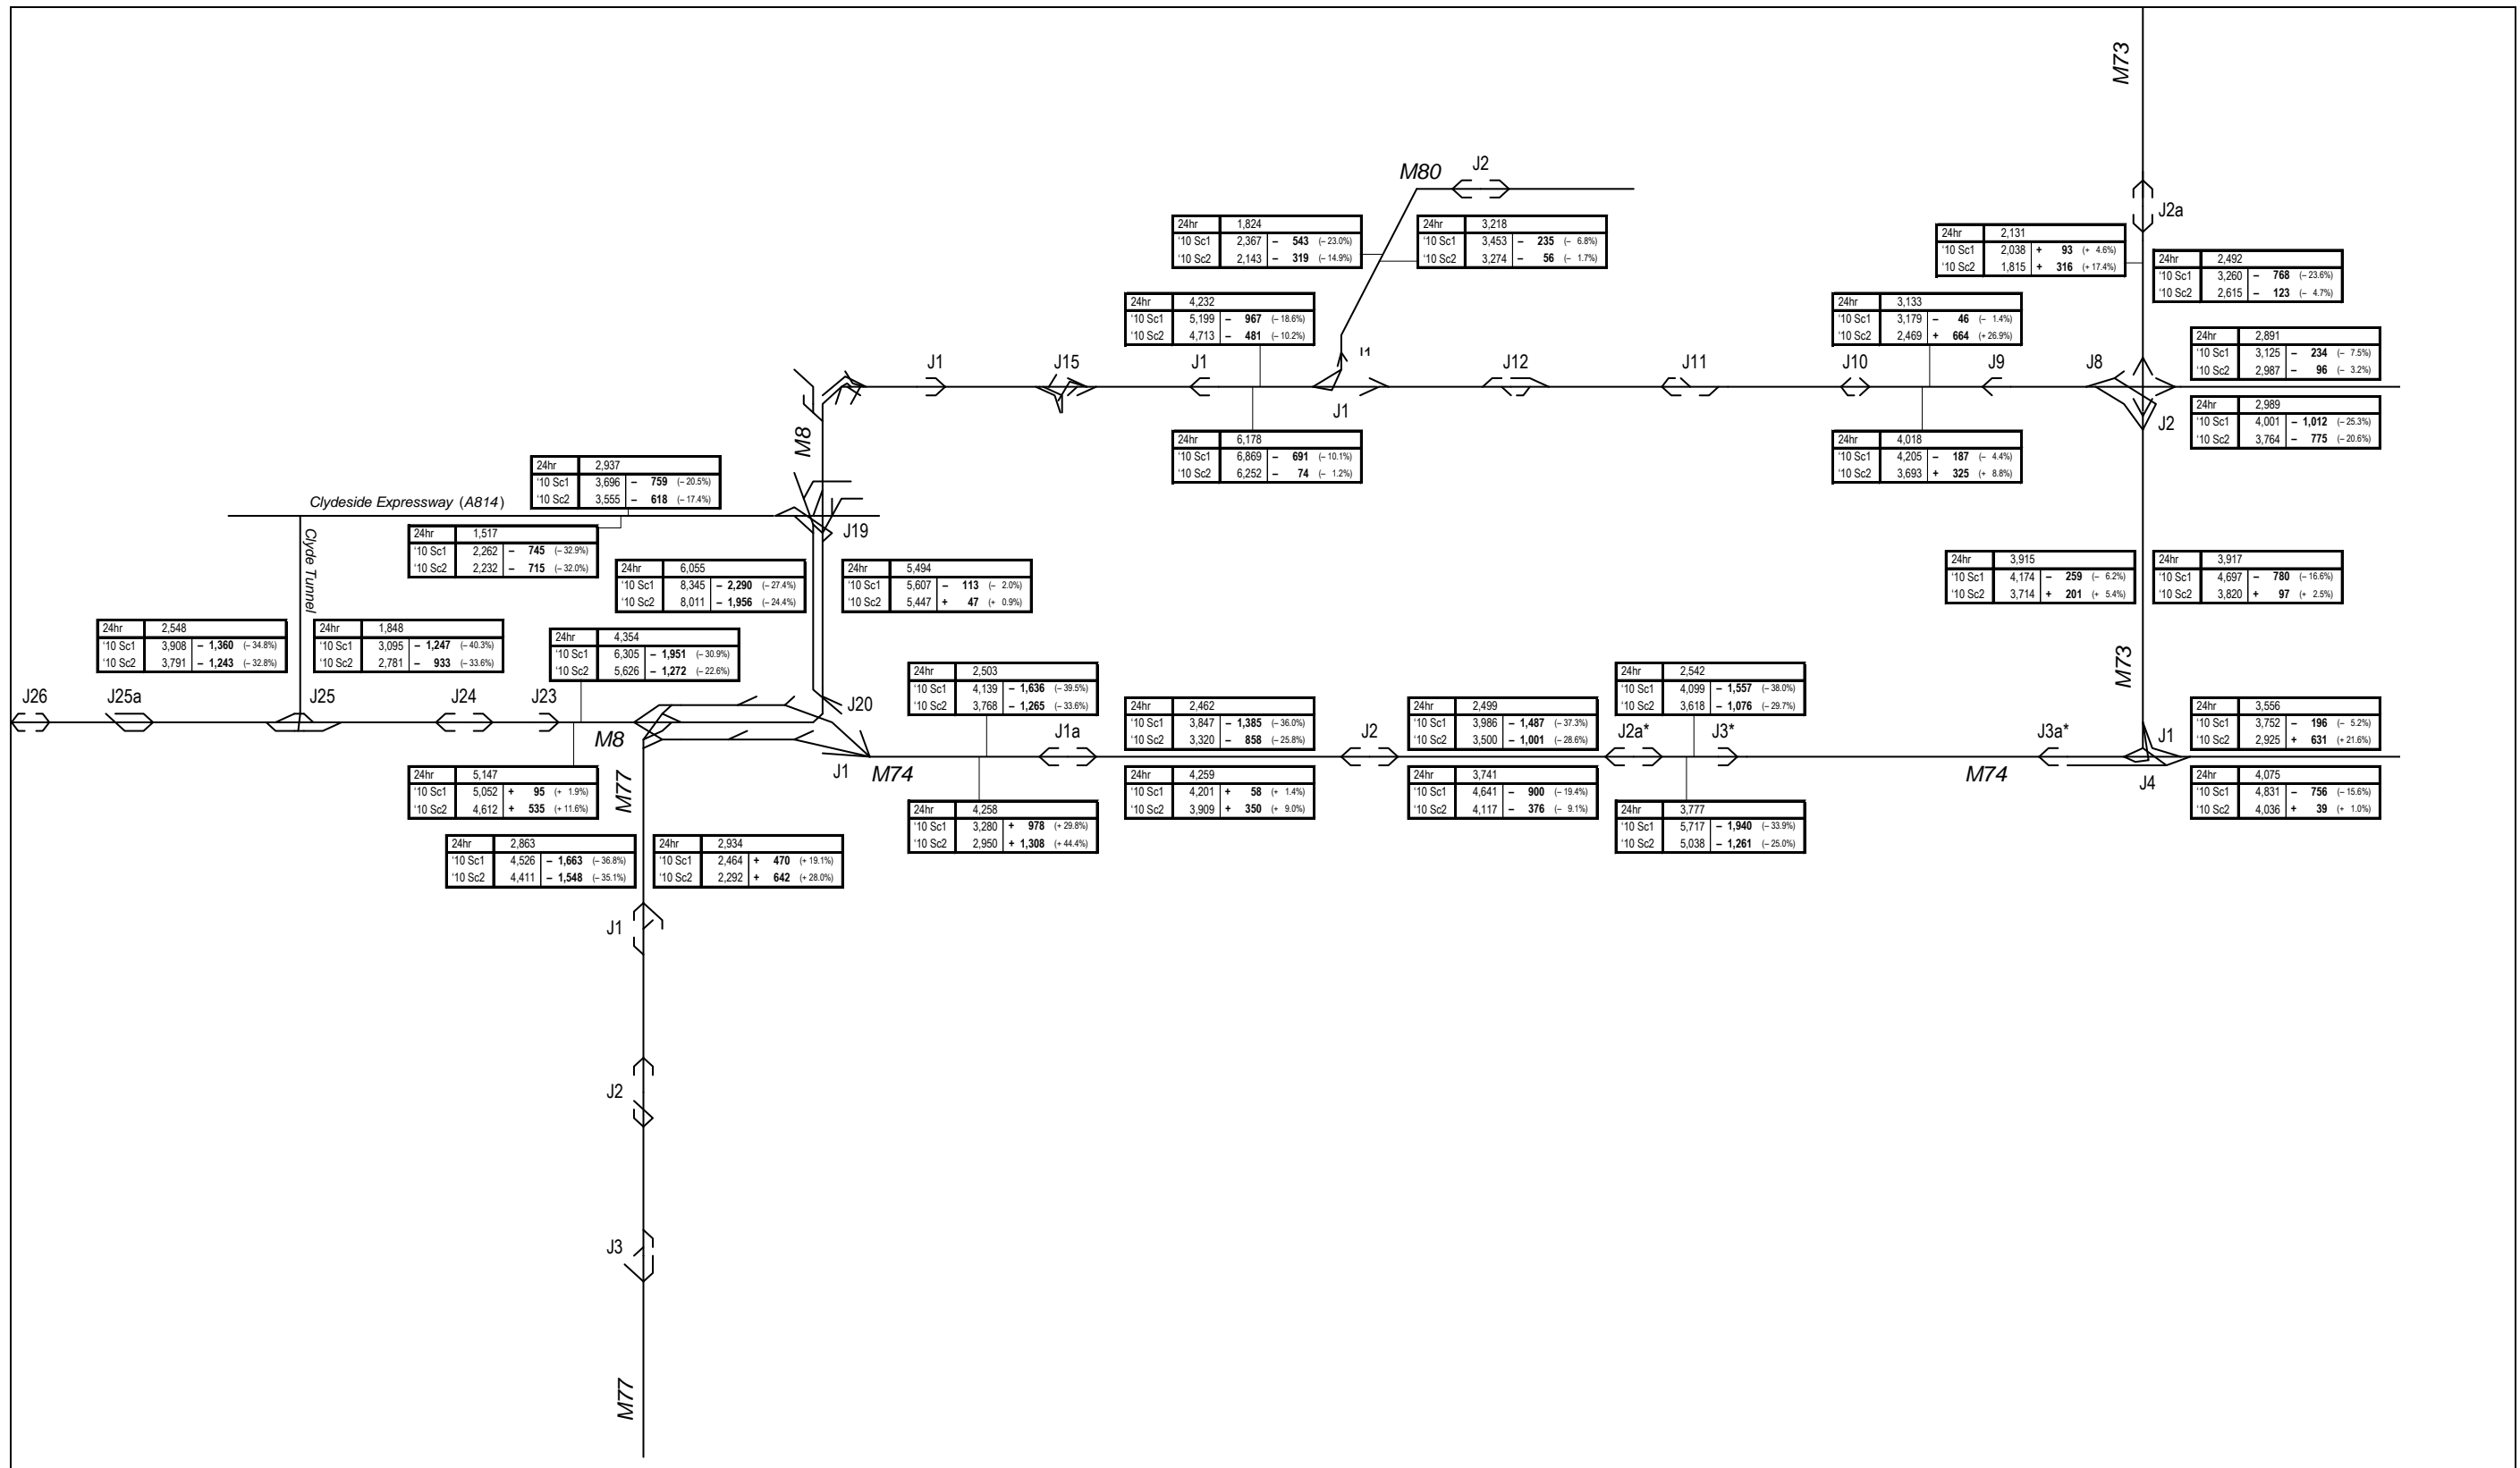 M73
M80
J2
J2a
24hr 1,824
'10 Sc1 2,367 – 543 (– 23.0%)
'10 Sc2 2,143 – 319 (– 14.9%)
24hr 3,218
'10 Sc1 3,453 – 235 (– 6.8%)
'10 Sc2 3,274 – 56 (– 1.7%)
24hr 2,131
'10 Sc1 2,038 + 93 (+ 4.6%)
'10 Sc2 1,815 + 316 (+ 17.4%)
24hr 2,492
'10 Sc1 3,260 – 768 (– 23.6%)
'10 Sc2 2,615 – 123 (– 4.7%)
24hr 4,232
'10 Sc1 5,199 – 967 (– 18.6%)
'10 Sc2 4,713 – 481 (– 10.2%)
24hr 3,133
'10 Sc1 3,179 – 46 (– 1.4%)
'10 Sc2 2,469 + 664 (+ 26.9%)
24hr 2,891
'10 Sc1 3,125 – 234 (– 7.5%)
'10 Sc2 2,987 – 96 (– 3.2%)
J1 J15 J1 J1 J12 J11 J10 J9 J8
J1
J2
24hr 2,989
'10 Sc1 4,001 – 1,012 (– 25.3%)
'10 Sc2 3,764 – 775 (– 20.6%)
M8
24hr 6,178
'10 Sc1 6,869 – 691 (– 10.1%)
'10 Sc2 6,252 – 74 (– 1.2%)
24hr 4,018
'10 Sc1 4,205 – 187 (– 4.4%)
'10 Sc2 3,693 + 325 (+ 8.8%)
24hr 2,937
'10 Sc1 3,696 – 759 (– 20.5%)
'10 Sc2 3,555 – 618 (– 17.4%)
Clydeside Expressway (A814)
J19
Clyde Tunnel
24hr 1,517
'10 Sc1 2,262 – 745 (– 32.9%)
'10 Sc2 2,232 – 715 (– 32.0%)
24hr 6,055
'10 Sc1 8,345 – 2,290 (– 27.4%)
'10 Sc2 8,011 – 1,956 (– 24.4%)
24hr 5,494
'10 Sc1 5,607 – 113 (– 2.0%)
'10 Sc2 5,447 + 47 (+ 0.9%)
24hr 3,915
'10 Sc1 4,174 – 259 (– 6.2%)
'10 Sc2 3,714 + 201 (+ 5.4%)
24hr 3,917
'10 Sc1 4,697 – 780 (– 16.6%)
'10 Sc2 3,820 + 97 (+ 2.5%)
24hr 2,548
'10 Sc1 3,908 – 1,360 (– 34.8%)
'10 Sc2 3,791 – 1,243 (– 32.8%)
24hr 1,848
'10 Sc1 3,095 – 1,247 (– 40.3%)
'10 Sc2 2,781 – 933 (– 33.6%)
24hr 4,354
'10 Sc1 6,305 – 1,951 (– 30.9%)
'10 Sc2 5,626 – 1,272 (– 22.6%)
24hr 2,503
'10 Sc1 4,139 – 1,636 (– 39.5%)
'10 Sc2 3,768 – 1,265 (– 33.6%)
24hr 2,542
'10 Sc1 4,099 – 1,557 (– 38.0%)
'10 Sc2 3,618 – 1,076 (– 29.7%)
M73
24hr 2,462
'10 Sc1 3,847 – 1,385 (– 36.0%)
'10 Sc2 3,320 – 858 (– 25.8%)
24hr 2,499
'10 Sc1 3,986 – 1,487 (– 37.3%)
'10 Sc2 3,500 – 1,001 (– 28.6%)
24hr 3,556
'10 Sc1 3,752 – 196 (– 5.2%)
'10 Sc2 2,925 + 631 (+ 21.6%)
J26 J25a J25 J24 J23 J20
J1a J2 J2a* J3* J3a* J1
M8
J1 M74 M74 J4
M77
24hr 5,147
'10 Sc1 5,052 + 95 (+ 1.9%)
'10 Sc2 4,612 + 535 (+ 11.6%)
24hr 4,259
'10 Sc1 4,201 + 58 (+ 1.4%)
'10 Sc2 3,909 + 350 (+ 9.0%)
24hr 3,741
'10 Sc1 4,641 – 900 (– 19.4%)
'10 Sc2 4,117 – 376 (– 9.1%)
24hr 4,075
'10 Sc1 4,831 – 756 (– 15.6%)
'10 Sc2 4,036 + 39 (+ 1.0%)
24hr 4,258
'10 Sc1 3,280 + 978 (+ 29.8%)
'10 Sc2 2,950 + 1,308 (+ 44.4%)
24hr 3,777
'10 Sc1 5,717 – 1,940 (– 33.9%)
'10 Sc2 5,038 – 1,261 (– 25.0%)
24hr 2,863
'10 Sc1 4,526 – 1,663 (– 36.8%)
'10 Sc2 4,411 – 1,548 (– 35.1%)
24hr 2,934
'10 Sc1 2,464 + 470 (+ 19.1%)
'10 Sc2 2,292 + 642 (+ 28.0%)
J1
J2
J3
M77